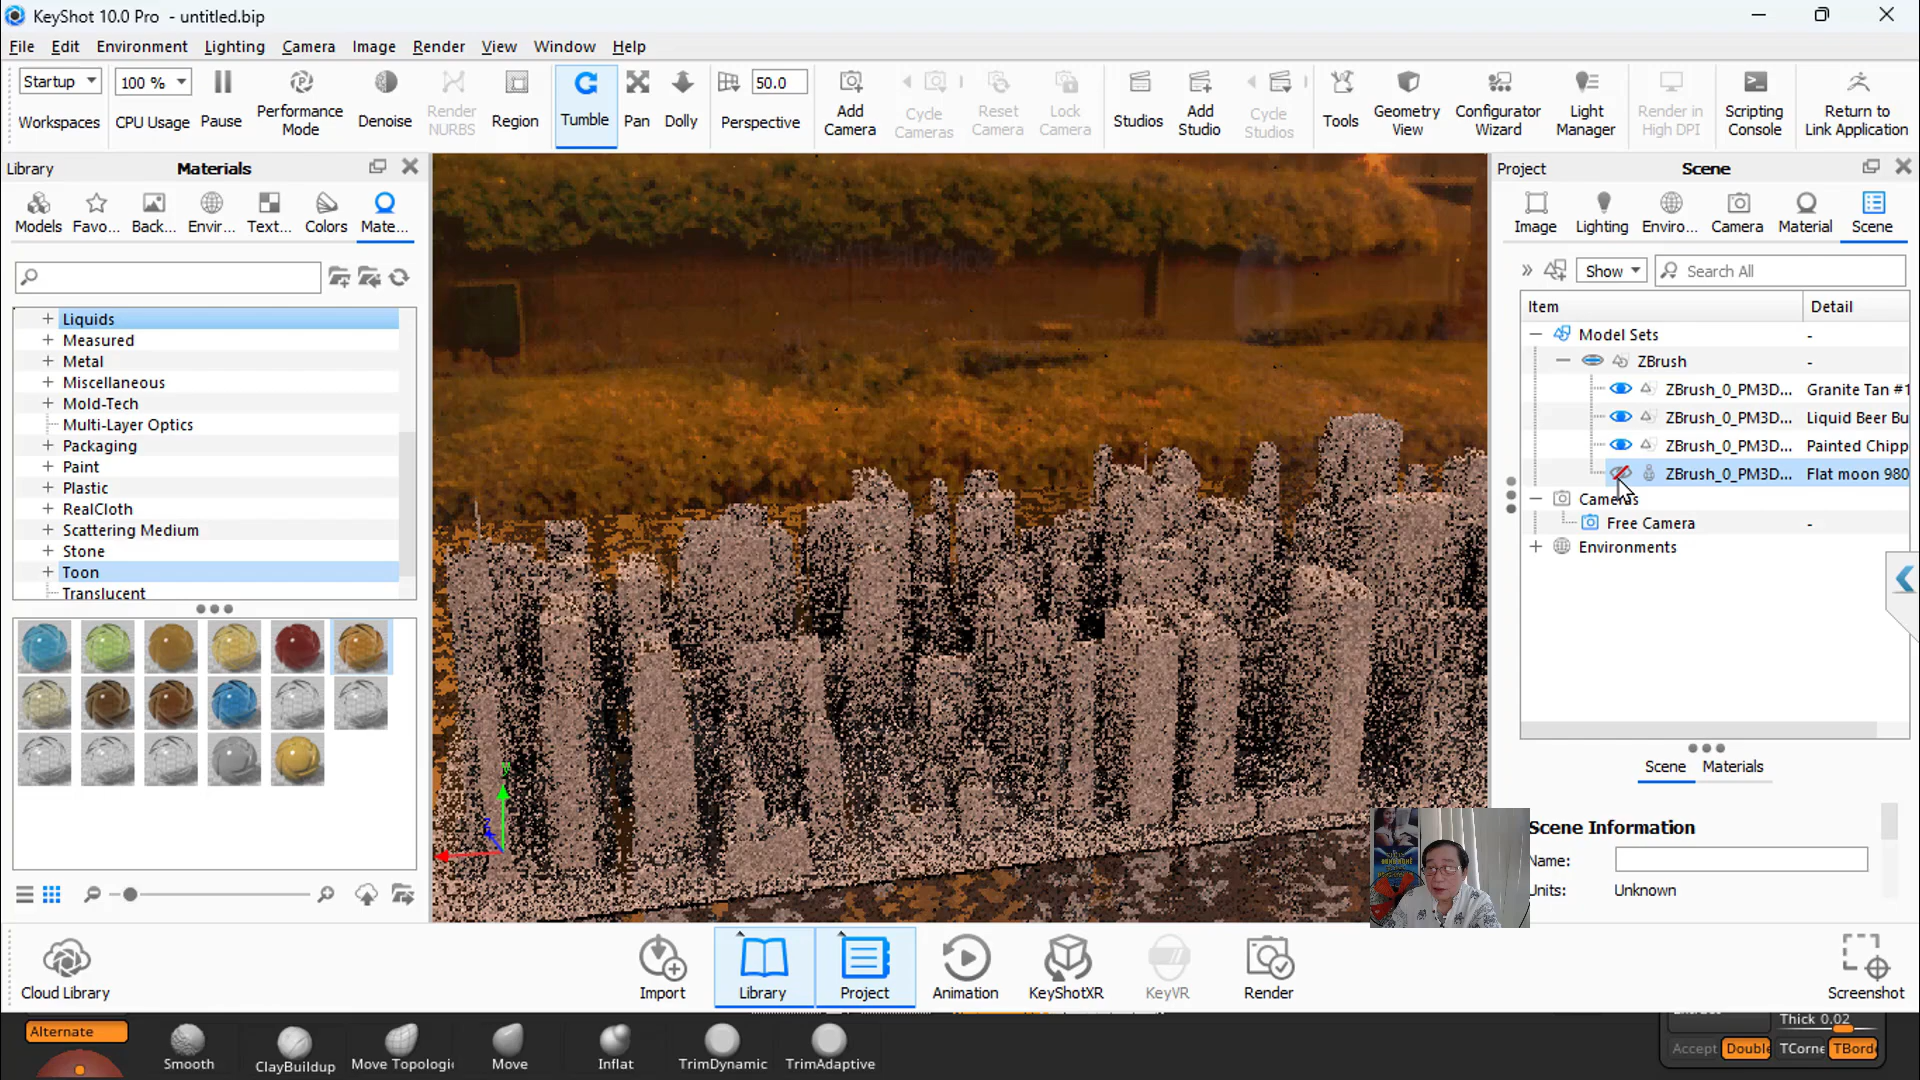 KeyShot 10.0 Pro - untitled.bip
File Edit Environment Lighting Camera Image Render View Window Help
Startup 100 % 50.0
Workspaces CPU Usage Pause Performance Mode Denoise Render NURBS Region Tumble Pan Dolly Perspective Add Camera Cycle Cameras Reset Camera Lock Camera Studios Add Studio Cycle Studios Tools Geometry View Configurator Wizard Light Manager Render in High DPI Scripting Console Return to Link Application
Library Materials
Models Favo... Back... Envir... Text... Colors Mate...
Liquids
Measured
Metal
Miscellaneous
Mold-Tech
Multi-Layer Optics
Packaging
Paint
Plastic
RealCloth
Scattering Medium
Stone
Toon
Translucent
Project Scene
Image Lighting Enviro... Camera Material Scene
Show Search All
Item Detail
Model Sets -
ZBrush -
ZBrush_0_PM3D... Granite Tan #1
ZBrush_0_PM3D... Liquid Beer Bu
ZBrush_0_PM3D... Painted Chipp
ZBrush_0_PM3D... Flat moon 980
Cameras
Free Camera -
Environments
Scene Materials
Scene Information
Name:
Units: Unknown
y
z
Cloud Library Import Library Project Animation KeyShotXR KeyVR Render Screenshot
Alternate
Smooth ClayBuildup Move Topologi Move Inflat TrimDynamic TrimAdaptive
Thick 0.02
Accept Double TCorne TBord